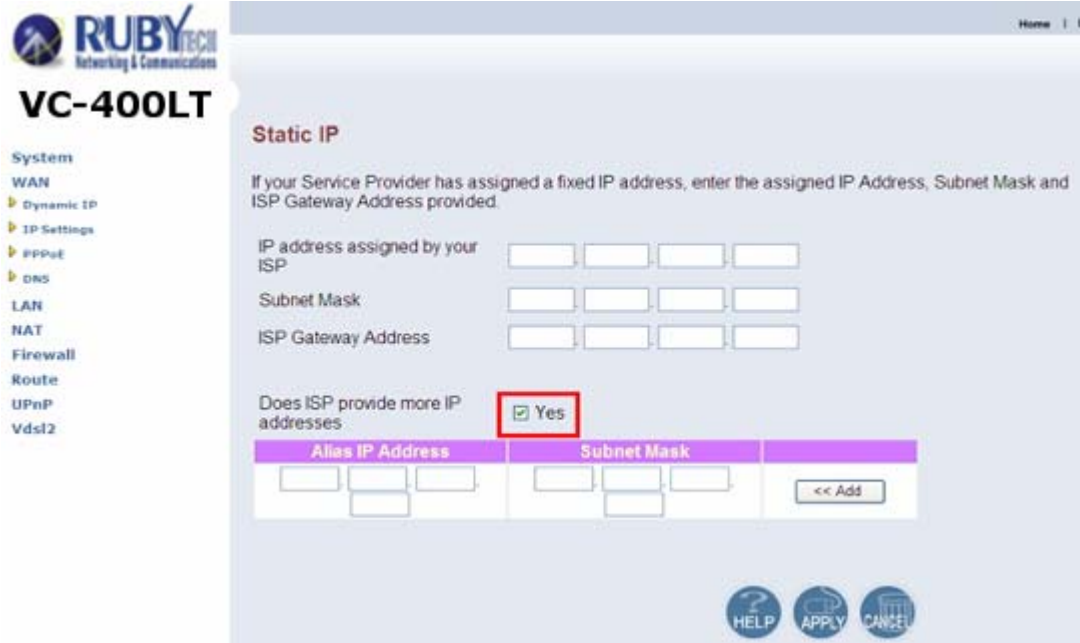 RUBYTECH
Networking & Communications
Home |
VC-400LT
System
WAN
Dynamic IP
IP Settings
PPPoE
DNS
LAN
NAT
Firewall
Route
UPnP
Vdsl2
Static IP
If your Service Provider has assigned a fixed IP address, enter the assigned IP Address, Subnet Mask and
ISP Gateway Address provided.
IP address assigned by your
ISP
Subnet Mask
ISP Gateway Address
Does ISP provide more IP
addresses
Yes
Alias IP Address Subnet Mask
<< Add
HELP APPLY CANCEL